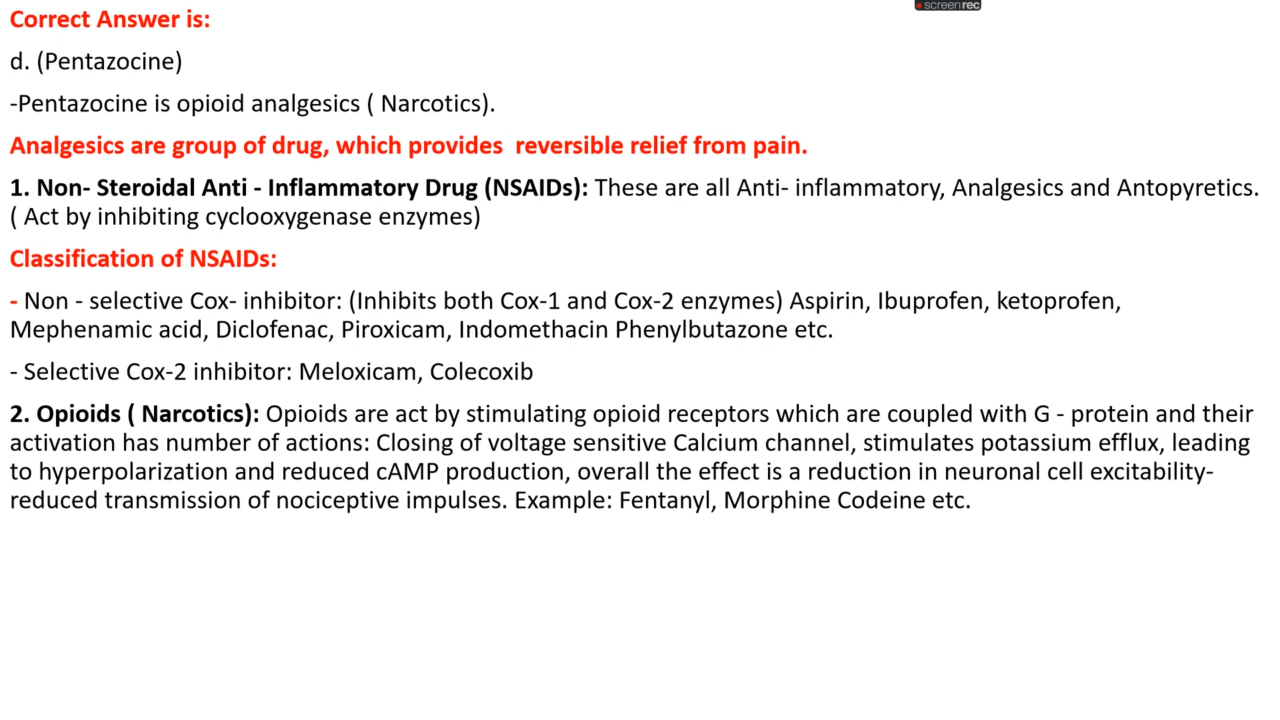 screenrec
Correct Answer is:
d. (Pentazocine)
-Pentazocine is opioid analgesics ( Narcotics).
Analgesics are group of drug, which provides  reversible relief from pain.
1. Non- Steroidal Anti - Inflammatory Drug (NSAIDs): These are all Anti- inflammatory, Analgesics and Antopyretics.
( Act by inhibiting cyclooxygenase enzymes)
Classification of NSAIDs:
- Non - selective Cox- inhibitor: (Inhibits both Cox-1 and Cox-2 enzymes) Aspirin, Ibuprofen, ketoprofen,
Mephenamic acid, Diclofenac, Piroxicam, Indomethacin Phenylbutazone etc.
- Selective Cox-2 inhibitor: Meloxicam, Colecoxib
2. Opioids ( Narcotics): Opioids are act by stimulating opioid receptors which are coupled with G - protein and their
activation has number of actions: Closing of voltage sensitive Calcium channel, stimulates potassium efflux, leading
to hyperpolarization and reduced cAMP production, overall the effect is a reduction in neuronal cell excitability-
reduced transmission of nociceptive impulses. Example: Fentanyl, Morphine Codeine etc.